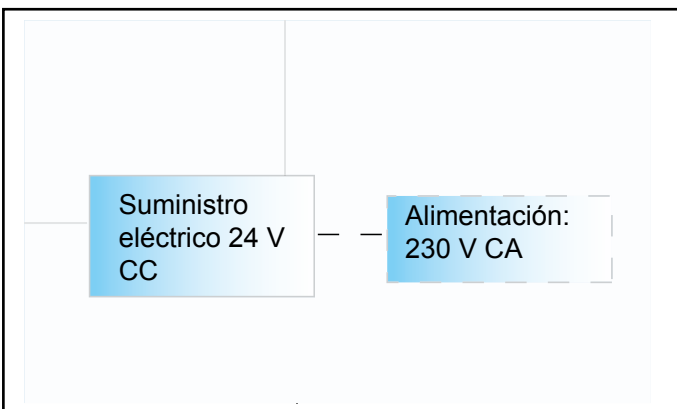 Suministro
eléctrico 24 V
CC
Alimentación:
230 V CA